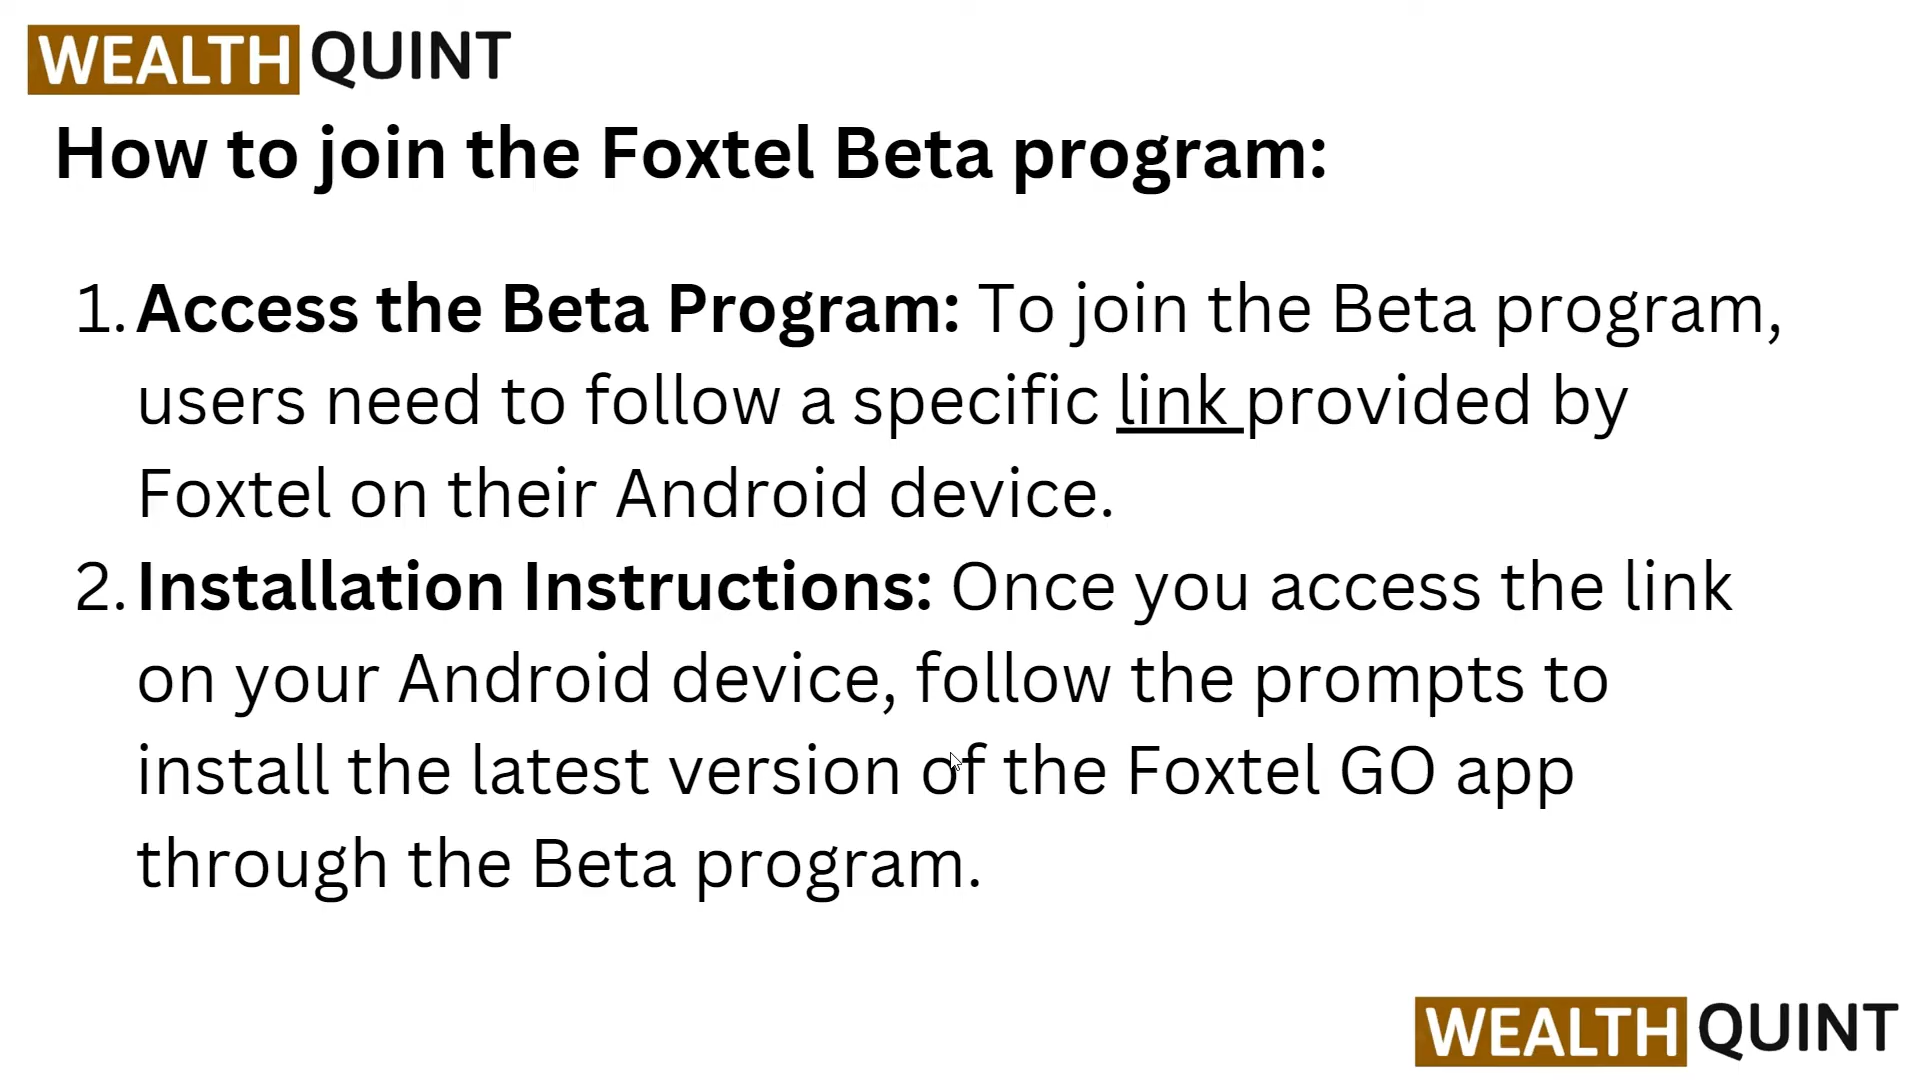 WEALTH QUINT
How to join the Foxtel Beta program:
1. Access the Beta Program: To join the Beta program,
users need to follow a specific link provided by
Foxtel on their Android device.
2. Installation Instructions: Once you access the link
on your Android device, follow the prompts to
install the latest version of the Foxtel GO app
through the Beta program.
WEALTH QUINT